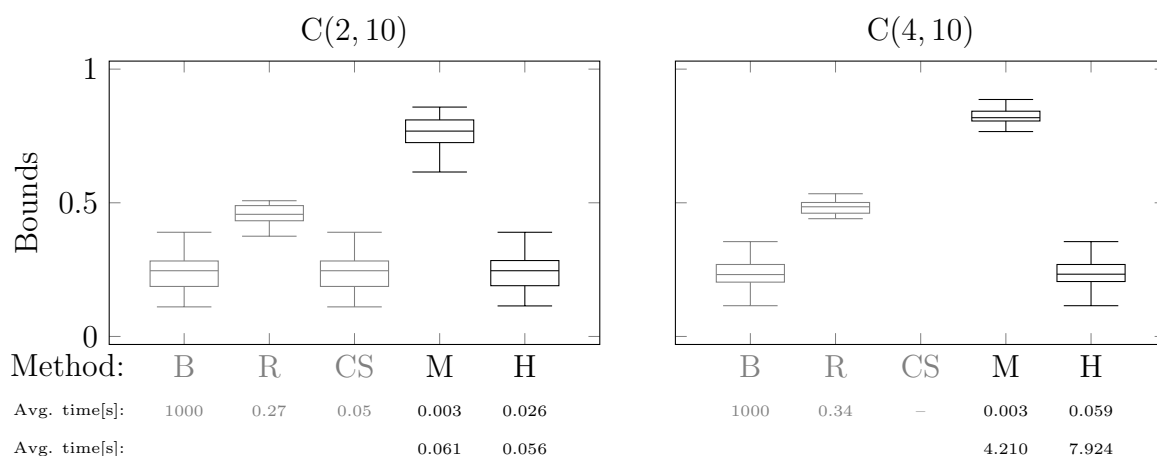 C(2, 10) C(4, 10)
1
Bounds
0.5
0
Method: B R CS M H B R CS M H
Avg. time[s]: 1000 0.27 0.05 0.003 0.026 1000 0.34 – 0.003 0.059
Avg. time[s]: 0.061 0.056 4.210 7.924